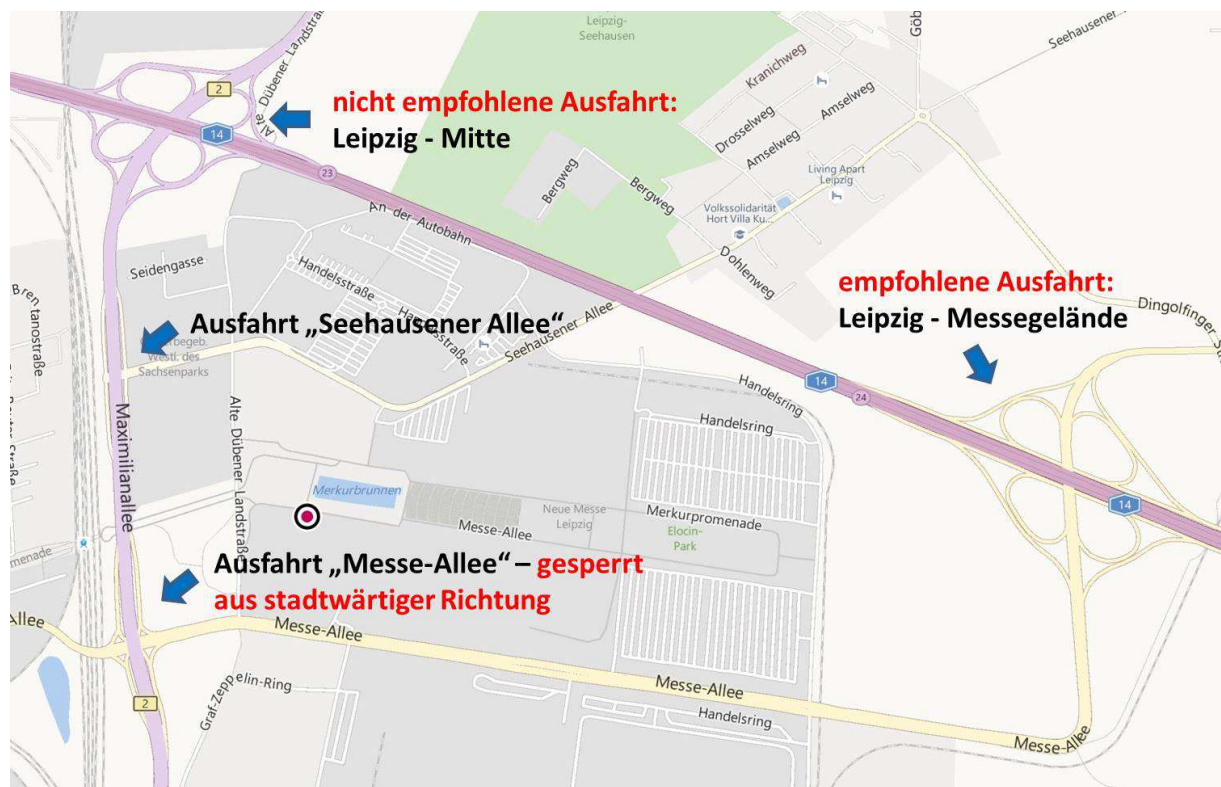 Leipzig-
Seehausen
Alte Dübener Landstraße
2
nicht empfohlene Ausfahrt:
Leipzig - Mitte
14
23
Kranichweg
Drosselweg
Amselweg
Amselweg
Seehausener
Living Apart
Leipzig
Bergweg
Bergweg
Volkssolidarität
Hort Villa Ku...
Dohlenweg
An der Autobahn
Seidengasse
Handelsstraße
Seehausener Allee
empfohlene Ausfahrt:
Leipzig - Messegelände
Dingolfinger
Ausfahrt „Seehausener Allee“
Westl. des
Sachsenparks
14
24
Handelsring
Handelsring
Maximilianallee
Alte Dübener Landstraße
Merkurbrunnen
Messe-Allee
Neue Messe
Leipzig
Merkurpromenade
Elocin-
Park
14
Ausfahrt „Messe-Allee“ – gesperrt
aus stadtwärtiger Richtung
Allee
Messe-Allee
Messe-Allee
Messe-Allee
2
Graf-Zeppelin-Ring
Handelsring